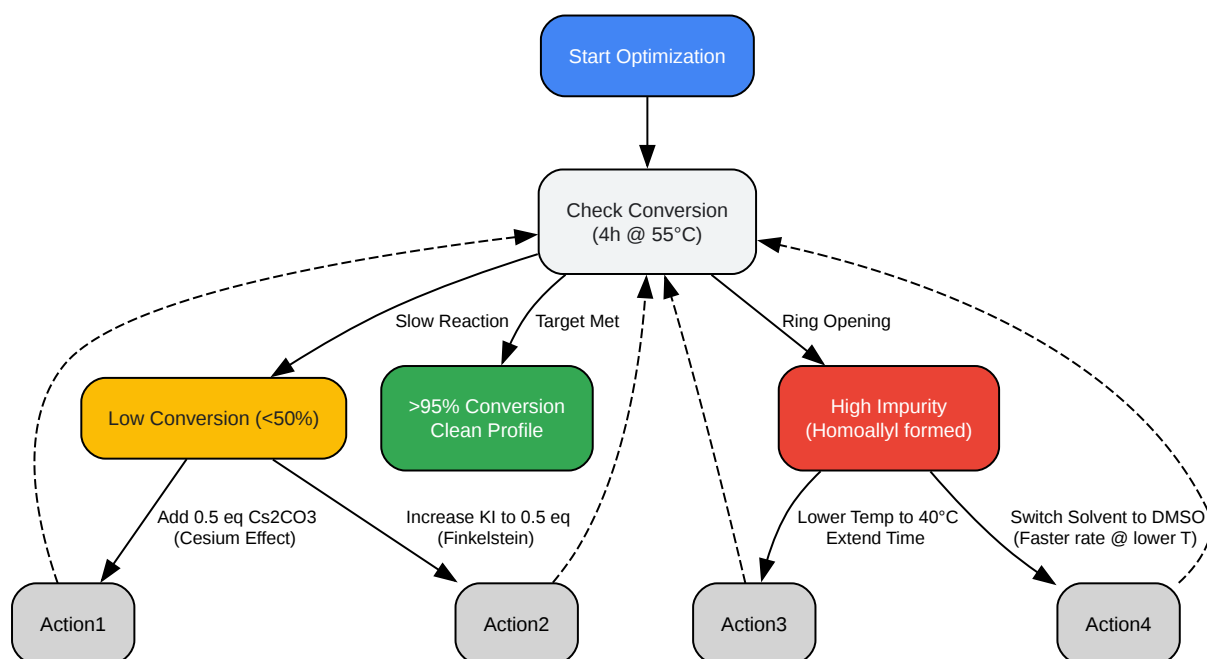 Start Optimization
Check Conversion
(4h @ 55°C)
Slow Reaction
Target Met
Ring Opening
Low Conversion (<50%)
>95% Conversion
Clean Profile
High Impurity
(Homoallyl formed)
Add 0.5 eq Cs2CO3
(Cesium Effect)
Increase KI to 0.5 eq
(Finkelstein)
Lower Temp to 40°C
Extend Time
Switch Solvent to DMSO
(Faster rate @ lower T)
Action1
Action2
Action3
Action4